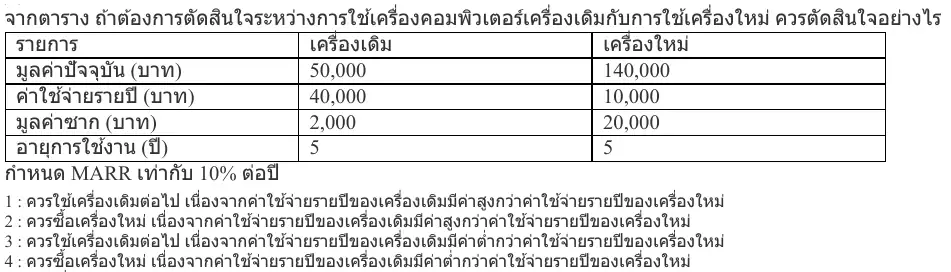 จากตาราง ถ้าต้องการตัดสินใจระหว่างการใช้เครื่องคอมพิวเตอร์เครื่องเดิมกับการใช้เครื่องใหม่ ควรตัดสินใจอย่างไร
รายการ เครื่องเดิม เครื่องใหม่
มูลค่าปัจจุบัน (บาท) 50,000 140,000
ค่าใช้จ่ายรายปี (บาท) 40,000 10,000
มูลค่าซาก (บาท) 2,000 20,000
อายุการใช้งาน (ปี) 5 5
กำหนด MARR เท่ากับ 10% ต่อปี
1 : ควรใช้เครื่องเดิมต่อไป เนื่องจากค่าใช้จ่ายรายปีของเครื่องเดิมมีค่าสูงกว่าค่าใช้จ่ายรายปีของเครื่องใหม่
2 : ควรซื้อเครื่องใหม่ เนื่องจากค่าใช้จ่ายรายปีของเครื่องเดิมมีค่าสูงกว่าค่าใช้จ่ายรายปีของเครื่องใหม่
3 : ควรใช้เครื่องเดิมต่อไป เนื่องจากค่าใช้จ่ายรายปีของเครื่องเดิมมีค่าต่ำกว่าค่าใช้จ่ายรายปีของเครื่องใหม่
4 : ควรซื้อเครื่องใหม่ เนื่องจากค่าใช้จ่ายรายปีของเครื่องเดิมมีค่าต่ำกว่าค่าใช้จ่ายรายปีของเครื่องใหม่